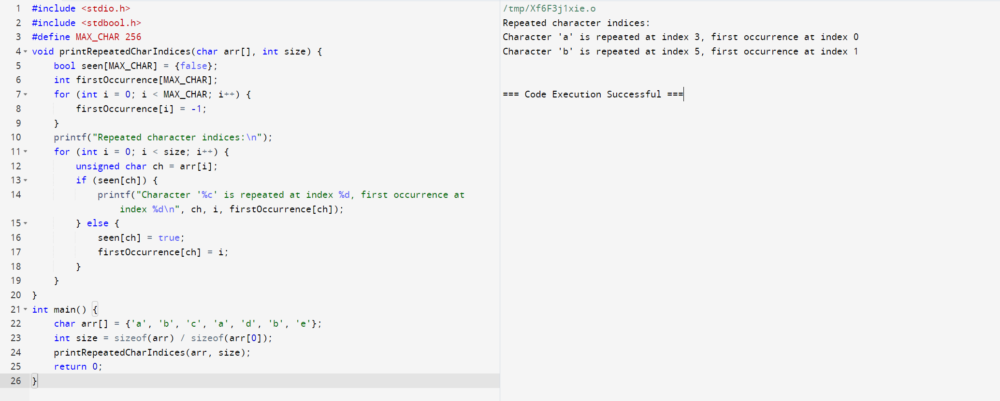 1 #include <stdio.h>
2 #include <stdbool.h>
3 #define MAX_CHAR 256
4 void printRepeatedCharIndices(char arr[], int size) {
5     bool seen[MAX_CHAR] = {false};
6     int firstOccurrence[MAX_CHAR];
7     for (int i = 0; i < MAX_CHAR; i++) {
8         firstOccurrence[i] = -1;
9     }
10     printf("Repeated character indices:\n");
11     for (int i = 0; i < size; i++) {
12         unsigned char ch = arr[i];
13         if (seen[ch]) {
14             printf("Character '%c' is repeated at index %d, first occurrence at
                index %d\n", ch, i, firstOccurrence[ch]);
15         } else {
16             seen[ch] = true;
17             firstOccurrence[ch] = i;
18         }
19     }
20 }
21 int main() {
22     char arr[] = {'a', 'b', 'c', 'a', 'd', 'b', 'e'};
23     int size = sizeof(arr) / sizeof(arr[0]);
24     printRepeatedCharIndices(arr, size);
25     return 0;
26 }
/tmp/Xf6F3j1xie.o
Repeated character indices:
Character 'a' is repeated at index 3, first occurrence at index 0
Character 'b' is repeated at index 5, first occurrence at index 1
=== Code Execution Successful ===